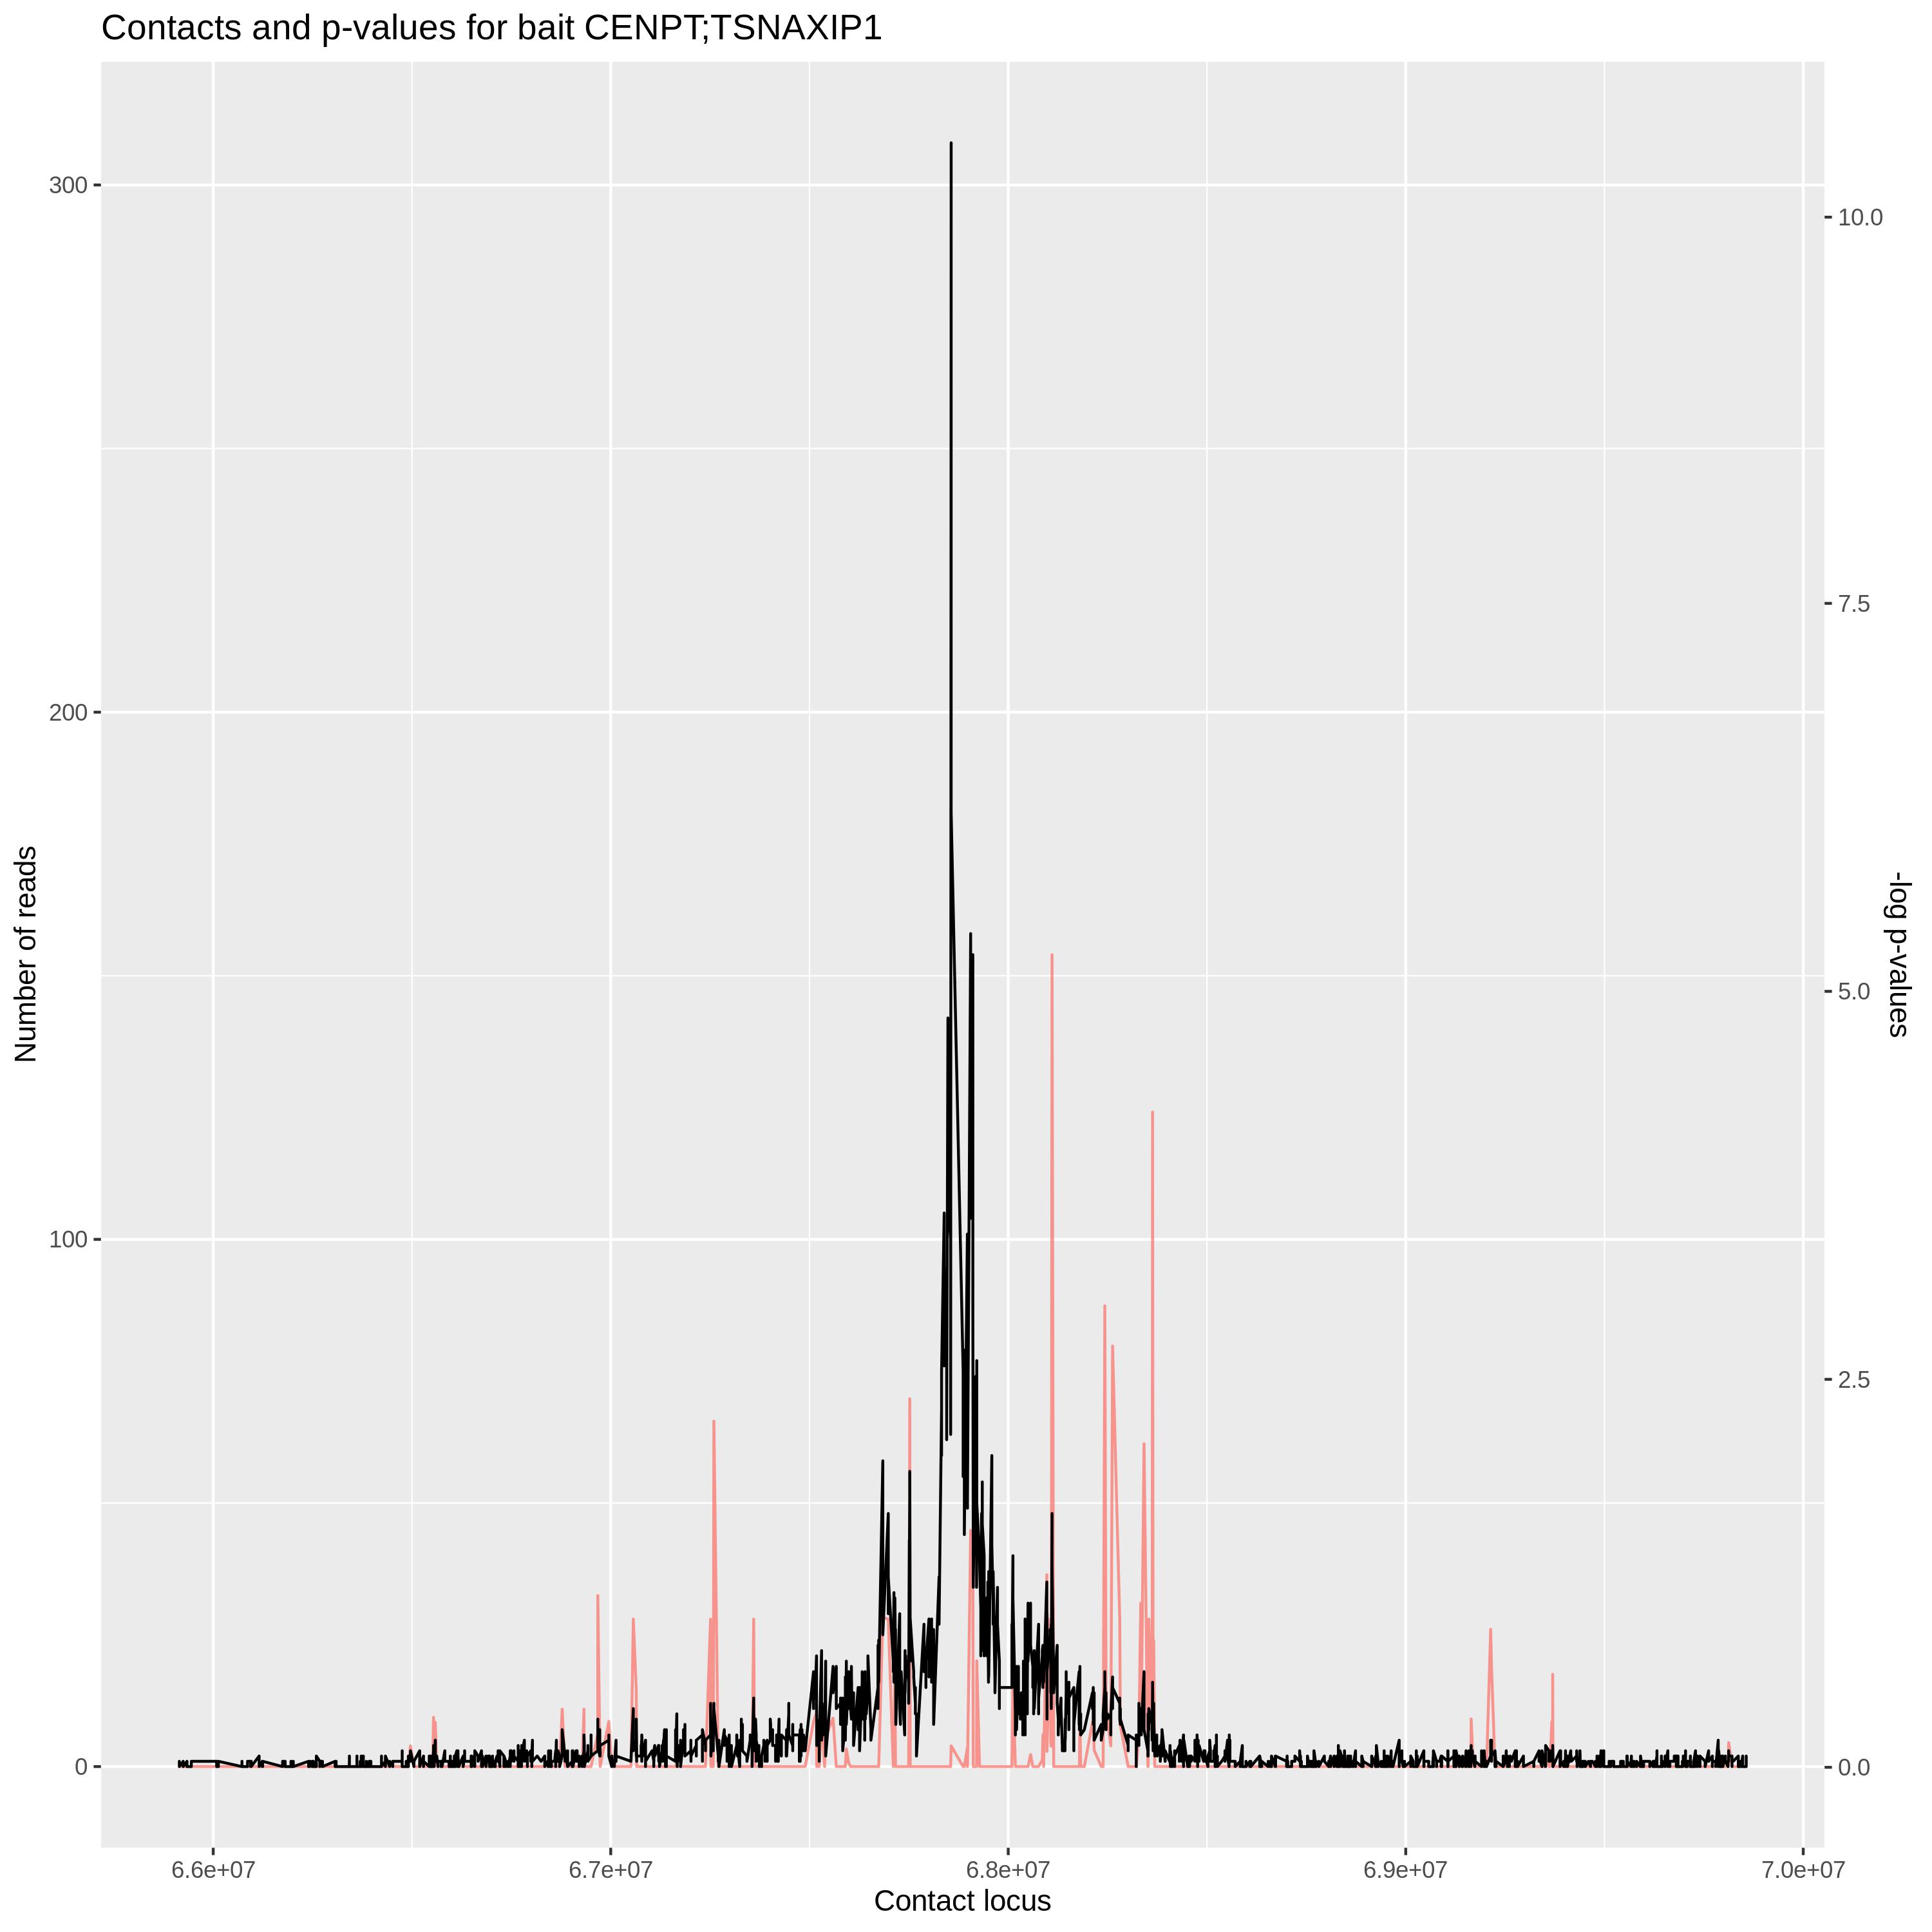 Contacts and p-values for bait CENPT;TSNAXIP1
300
200
100
0
Number of reads
10.0
7.5
5.0
2.5
0.0
-log p-values
6.6e+07 6.7e+07 6.8e+07 6.9e+07 7.0e+07
Contact locus